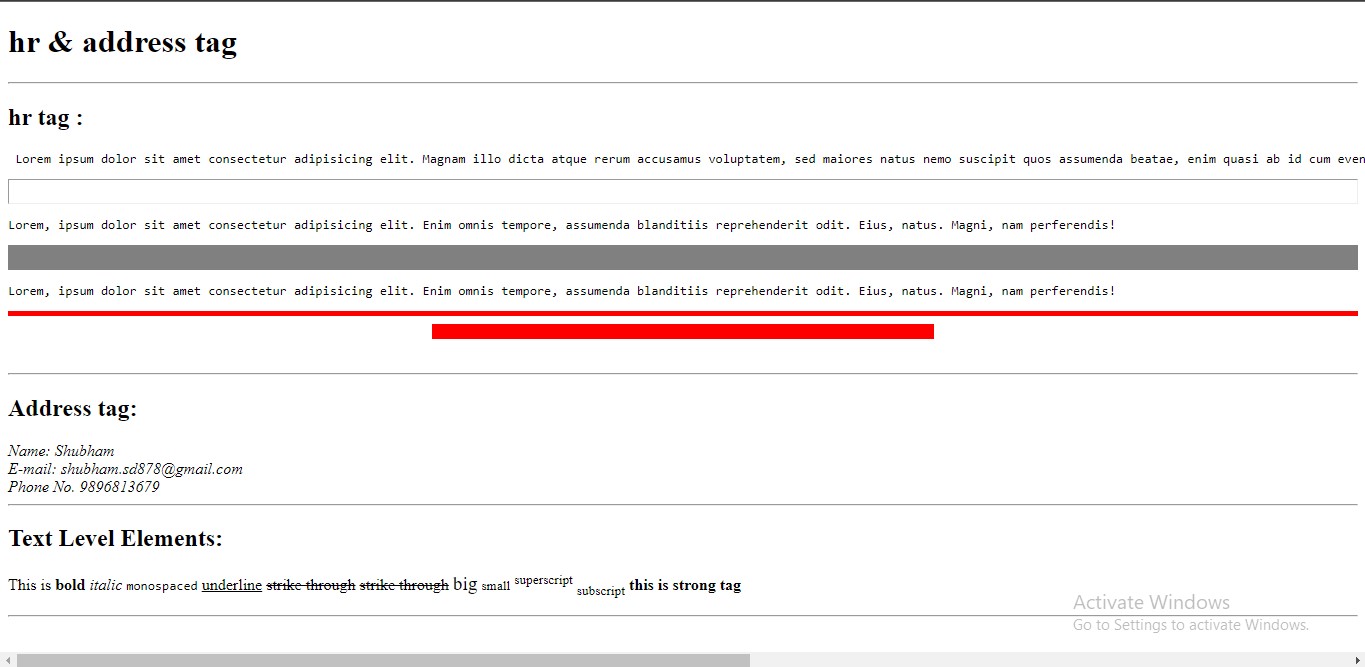 hr & address tag
hr tag :
Lorem ipsum dolor sit amet consectetur adipisicing elit. Magnam illo dicta atque rerum accusamus voluptatem, sed maiores natus nemo suscipit quos assumenda beatae, enim quasi ab id cum even
Lorem, ipsum dolor sit amet consectetur adipisicing elit. Enim omnis tempore, assumenda blanditiis reprehenderit odit. Eius, natus. Magni, nam perferendis!
Lorem, ipsum dolor sit amet consectetur adipisicing elit. Enim omnis tempore, assumenda blanditiis reprehenderit odit. Eius, natus. Magni, nam perferendis!
Address tag:
Name: Shubham
E-mail: shubham.sd878@gmail.com
Phone No. 9896813679
Text Level Elements:
This is bold italic monospaced underline strike through strike through big small superscript subscript this is strong tag
Activate Windows
Go to Settings to activate Windows.